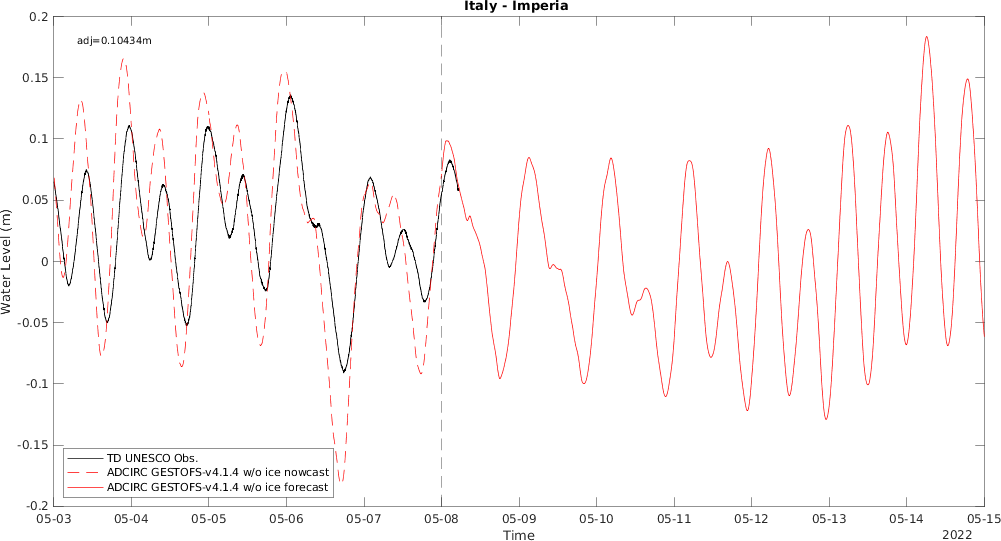 Italy - Imperia
adj=0.10434m
0.2
0.15
0.1
0.05
0
-0.05
-0.1
-0.15
-0.2
Water Level (m)
TD UNESCO Obs.
ADCIRC GESTOFS-v4.1.4 w/o ice nowcast
ADCIRC GESTOFS-v4.1.4 w/o ice forecast
05-03 05-04 05-05 05-06 05-07 05-08 05-09 05-10 05-11 05-12 05-13 05-14 05-15
Time
2022